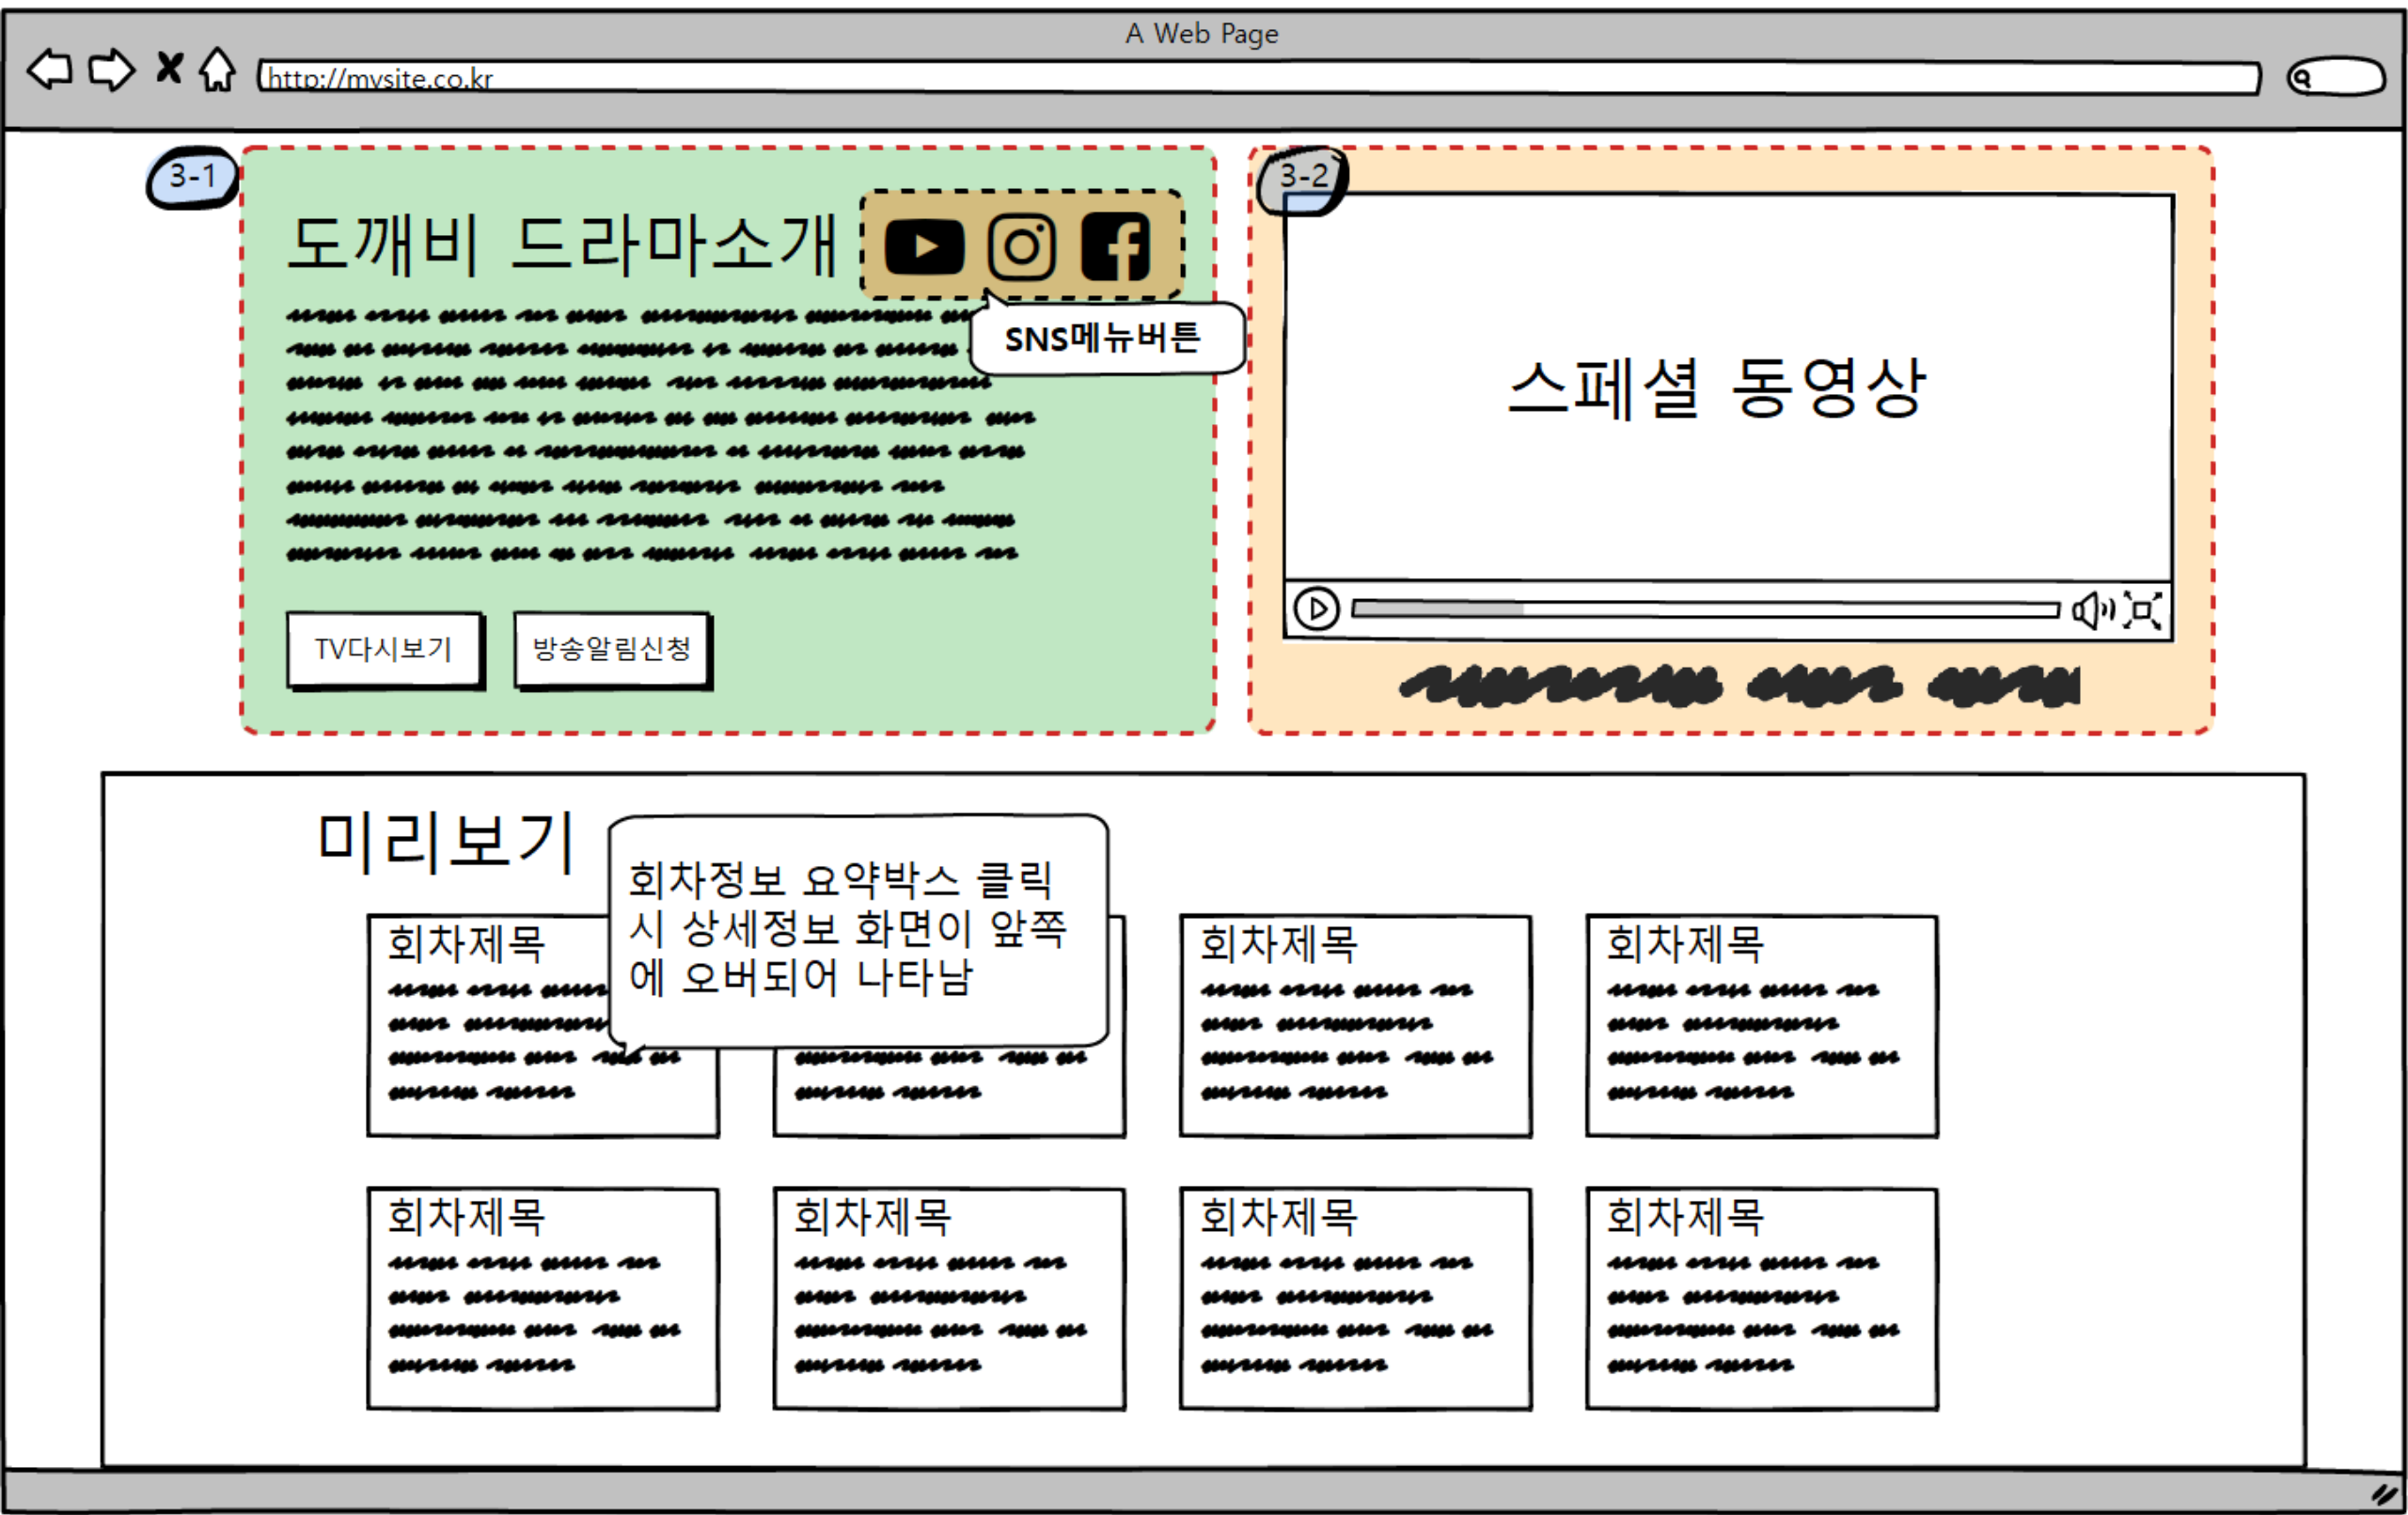 A Web Page
http://mysite.co.kr
3-1
도깨비 드라마소개
SNS메뉴버튼
TV다시보기
방송알림신청
3-2
스페셜 동영상
미리보기
회차정보 요약박스 클릭
시 상세정보 화면이 앞쪽
에 오버되어 나타남
회차제목
회차제목
회차제목
회차제목
회차제목
회차제목
회차제목